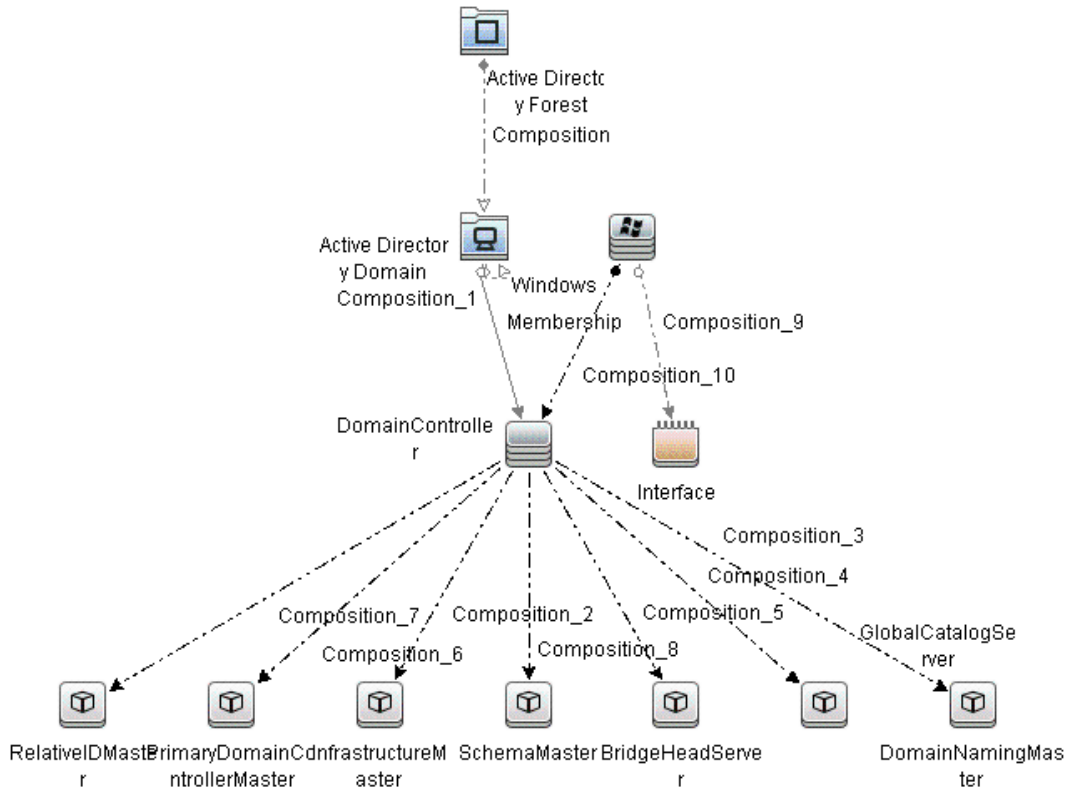 Active Directo
y Forest
Composition
Active Director
y Domain
Windows
Composition_1
Membership
Composition_9
Composition_10
DomainControlle
r
Interface
Composition_3
Composition_4
Composition_7
Composition_2
Composition_5
Composition_6
Composition_8
GlobalCatalogSe
rver
RelativeIDMaste
r
PrimaryDomainCo
ntrollerMaster
InfrastructureM
aster
SchemaMaster
BridgeHeadServe
r
DomainNamingMas
ter